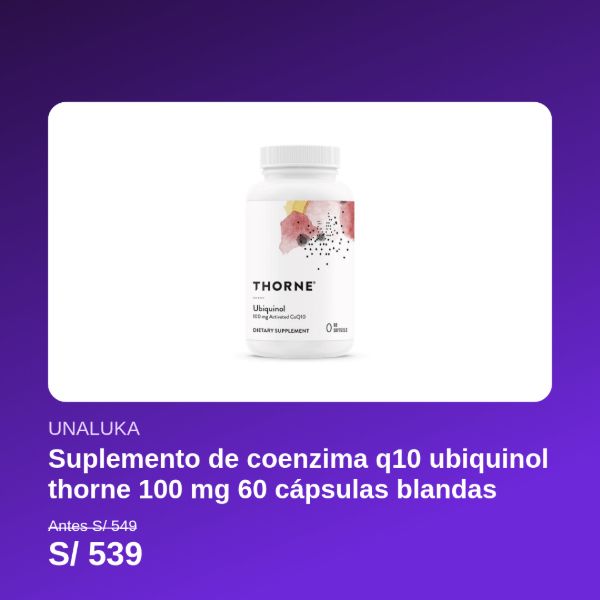 THORNE®
Ubiquinol
100 mg Activated CoQ10
DIETARY SUPPLEMENT
60
SOFTGELS
UNALUKA
Suplemento de coenzima q10 ubiquinol
thorne 100 mg 60 cápsulas blandas
Antes S/ 549
S/ 539